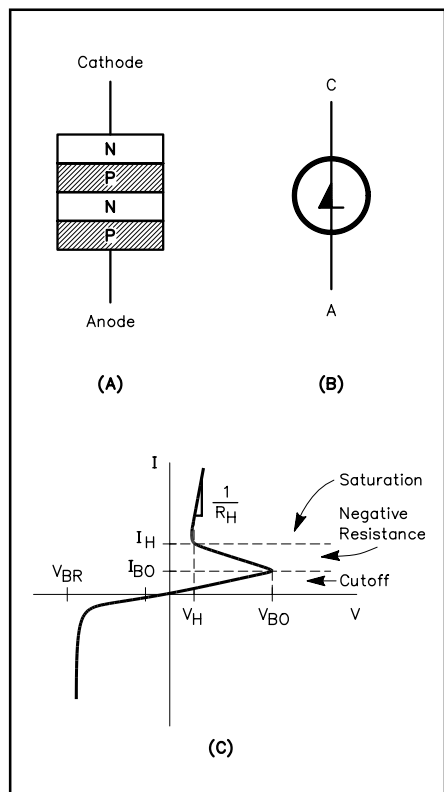 Cathode
N
P
N
P
Anode
(A)
C
A
(B)
I
1
R_H
Saturation
Negative
Resistance
Cutoff
I_H
I_BO
V_BR
V_H
V_BO
V
(C)